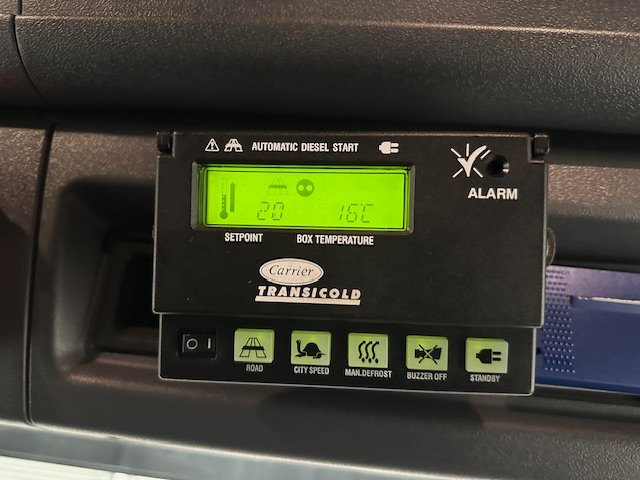 AUTOMATIC DIESEL START
20 16C
SETPOINT BOX TEMPERATURE
ALARM
Carrier
TRANSICOLD
O I
ROAD CITY SPEED MAN.DEFROST BUZZER OFF STANDBY